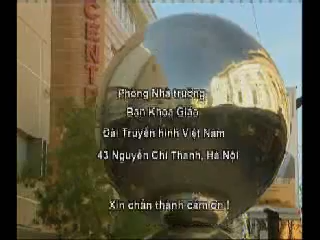 CENT
Phòng Nhà trường
Ban Khoa Giáo
Đài Truyền hình Việt Nam
43 Nguyễn Chí Thanh, Hà Nội
Xin chân thành cảm ơn !